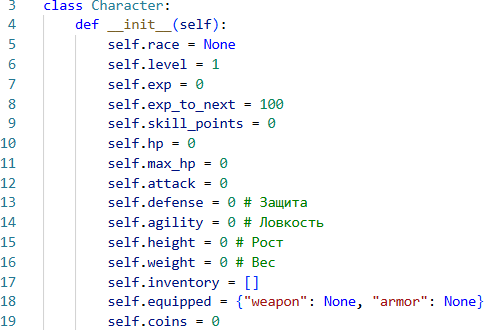 3 class Character:
4     def __init__(self):
5         self.race = None
6         self.level = 1
7         self.exp = 0
8         self.exp_to_next = 100
9         self.skill_points = 0
10         self.hp = 0
11         self.max_hp = 0
12         self.attack = 0
13         self.defense = 0 # Защита
14         self.agility = 0 # Ловкость
15         self.height = 0 # Рост
16         self.weight = 0 # Вес
17         self.inventory = []
18         self.equipped = {"weapon": None, "armor": None}
19         self.coins = 0